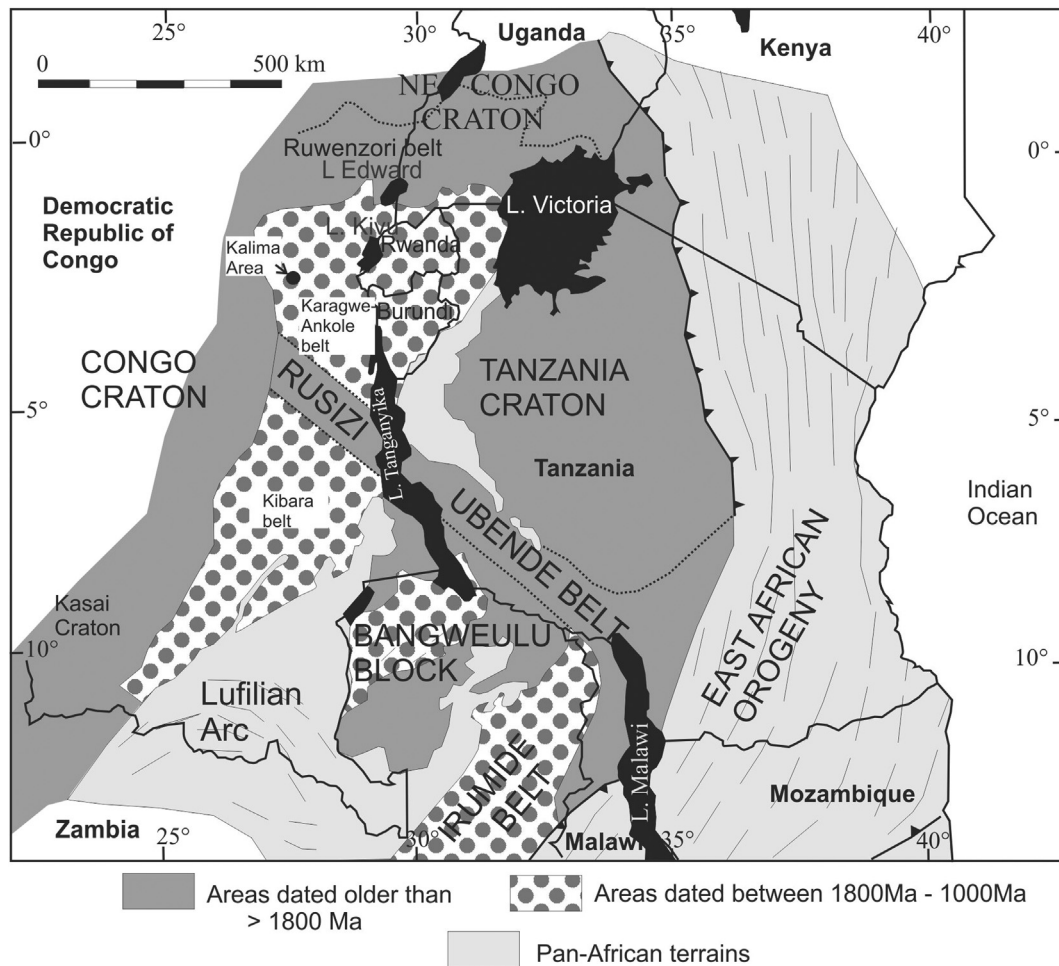 25°
30°
Uganda
35°
Kenya
40°
0
500 km
NE CONGO
CRATON
0°
0°
Ruwenzori belt
L Edward
Democratic
Republic of
Congo
L. Victoria
L. Kivu
Rwanda
Kalima
Area
Karagwe-
Ankole
belt
Burundi
CONGO
CRATON
RUSIZI
TANZANIA
CRATON
5°
5°
L. Tanganyika
Tanzania
Indian
Ocean
Kibara
belt
UBENDE BELT
Kasai
Craton
BANGWEULU
BLOCK
EAST AFRICAN
OROGENY
10°
10°
Lufilian
Arc
IRUMIDE
BELT
L. Malawi
Mozambique
Zambia
25°
30°
Malawi
35°
40°
Areas dated older than
> 1800 Ma
Areas dated between 1800Ma - 1000Ma
Pan-African terrains